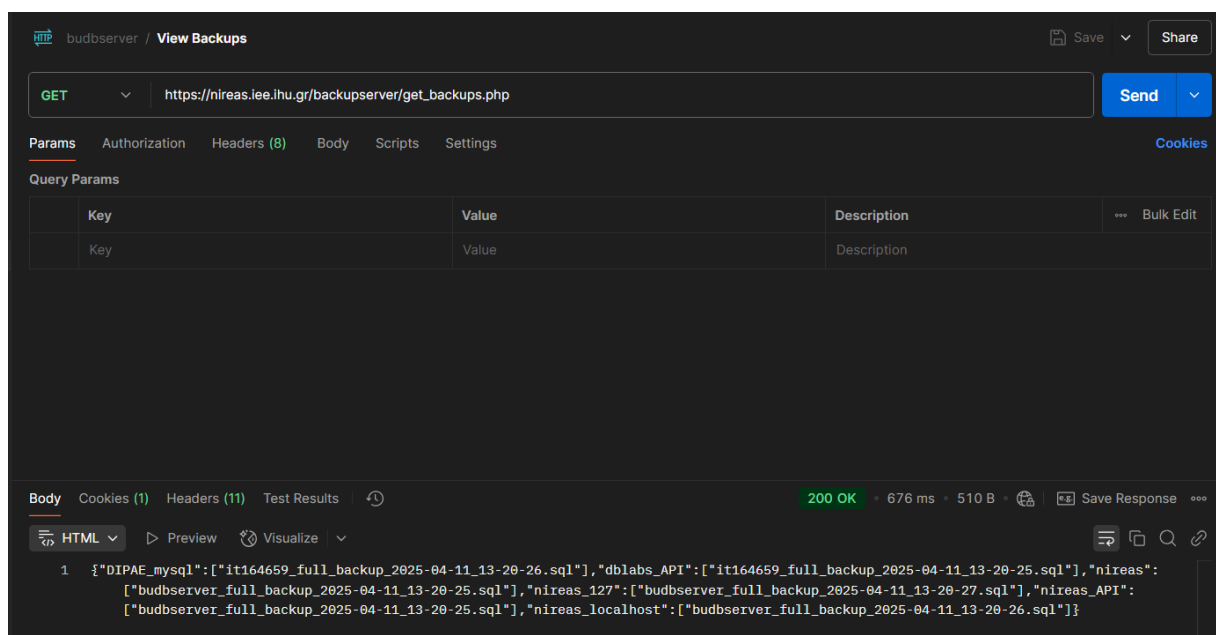 HTTP budbserver / View Backups Save Share
GET https://nireas.iee.ihu.gr/backupserver/get_backups.php Send
Params Authorization Headers (8) Body Scripts Settings Cookies
Query Params
Key Value Description Bulk Edit
Key Value Description
Body Cookies (1) Headers (11) Test Results 200 OK 676 ms 510 B e.g. Save Response
HTML Preview Visualize
1 {"DIPAE_mysql":["it164659_full_backup_2025-04-11_13-20-26.sql"],"dblabs_API":["it164659_full_backup_2025-04-11_13-20-25.sql"],"nireas":
["budbserver_full_backup_2025-04-11_13-20-25.sql"],"nireas_127":["budbserver_full_backup_2025-04-11_13-20-27.sql"],"nireas_API":
["budbserver_full_backup_2025-04-11_13-20-25.sql"],"nireas_localhost":["budbserver_full_backup_2025-04-11_13-20-26.sql"]}